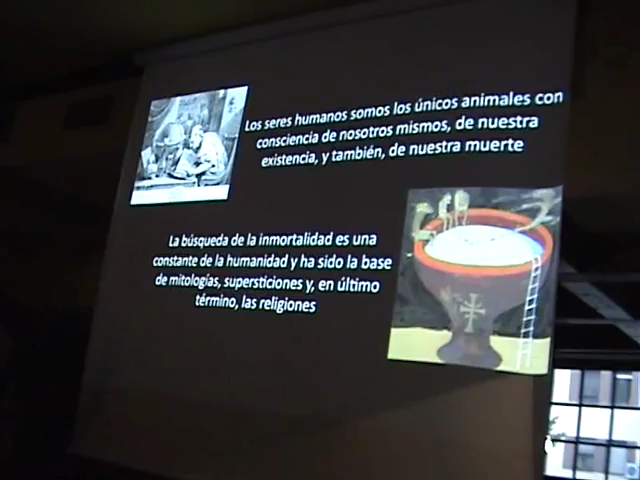 Los seres humanos somos los únicos animales con
consciencia de nosotros mismos, de nuestra
existencia, y también, de nuestra muerte
La búsqueda de la inmortalidad es una
constante de la humanidad y ha sido la base
de mitologías, supersticiones y, en último
término, las religiones